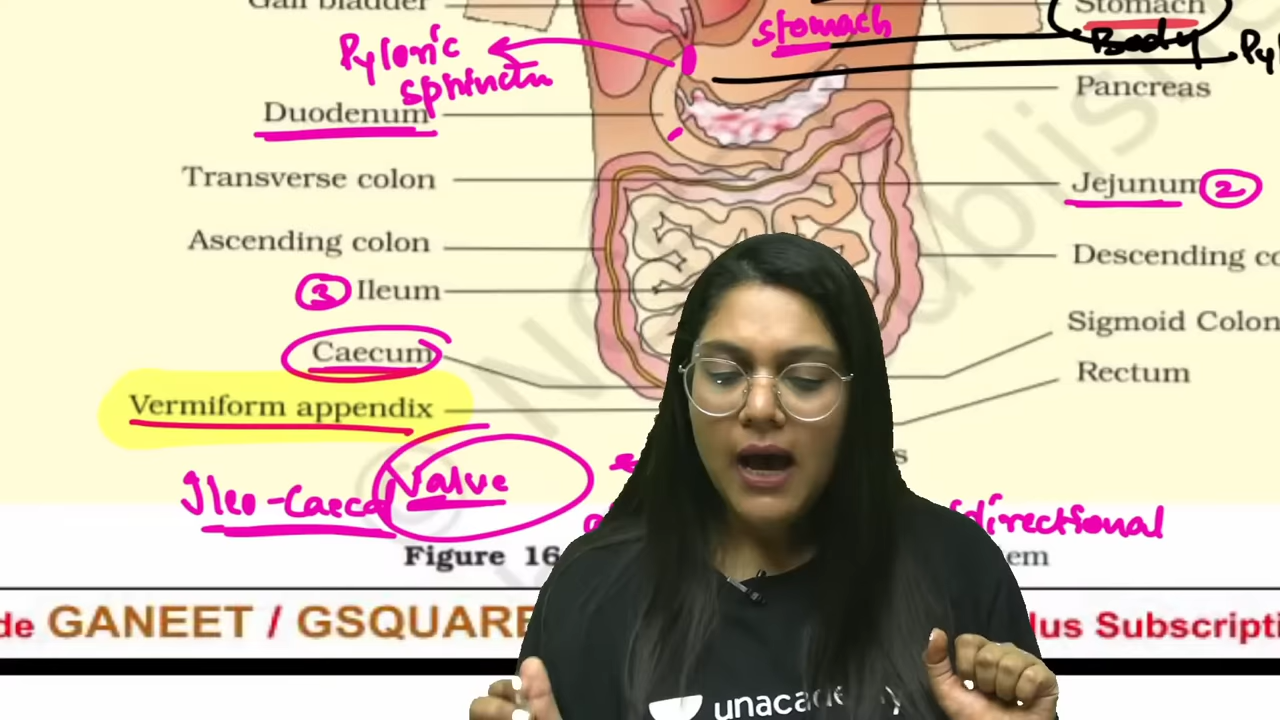 Gall bladder
Stomach
stomach
Body
Pyloric
sphincter
Pancreas
Duodenum
Transverse colon
Jejunum 2
Ascending colon
Descending co
3 Ileum
Sigmoid Colon
Caecum
Rectum
Vermiform appendix
Ileo-Caecal Valve
directional
Figure 16
em
de GANEET / GSQUARE
lus Subscripti
unacademy